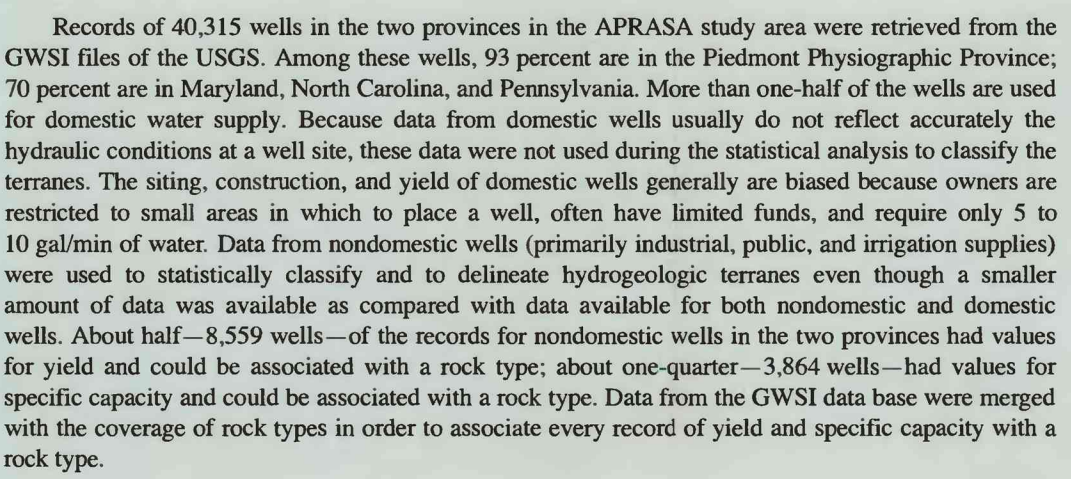 Records of 40,315 wells in the two provinces in the APRASA study area were retrieved from the
GWSI files of the USGS. Among these wells, 93 percent are in the Piedmont Physiographic Province;
70 percent are in Maryland, North Carolina, and Pennsylvania. More than one-half of the wells are used
for domestic water supply. Because data from domestic wells usually do not reflect accurately the
hydraulic conditions at a well site, these data were not used during the statistical analysis to classify the
terranes. The siting, construction, and yield of domestic wells generally are biased because owners are
restricted to small areas in which to place a well, often have limited funds, and require only 5 to
10 gal/min of water. Data from nondomestic wells (primarily industrial, public, and irrigation supplies)
were used to statistically classify and to delineate hydrogeologic terranes even though a smaller
amount of data was available as compared with data available for both nondomestic and domestic
wells. About half—8,559 wells—of the records for nondomestic wells in the two provinces had values
for yield and could be associated with a rock type; about one-quarter—3,864 wells—had values for
specific capacity and could be associated with a rock type. Data from the GWSI data base were merged
with the coverage of rock types in order to associate every record of yield and specific capacity with a
rock type.